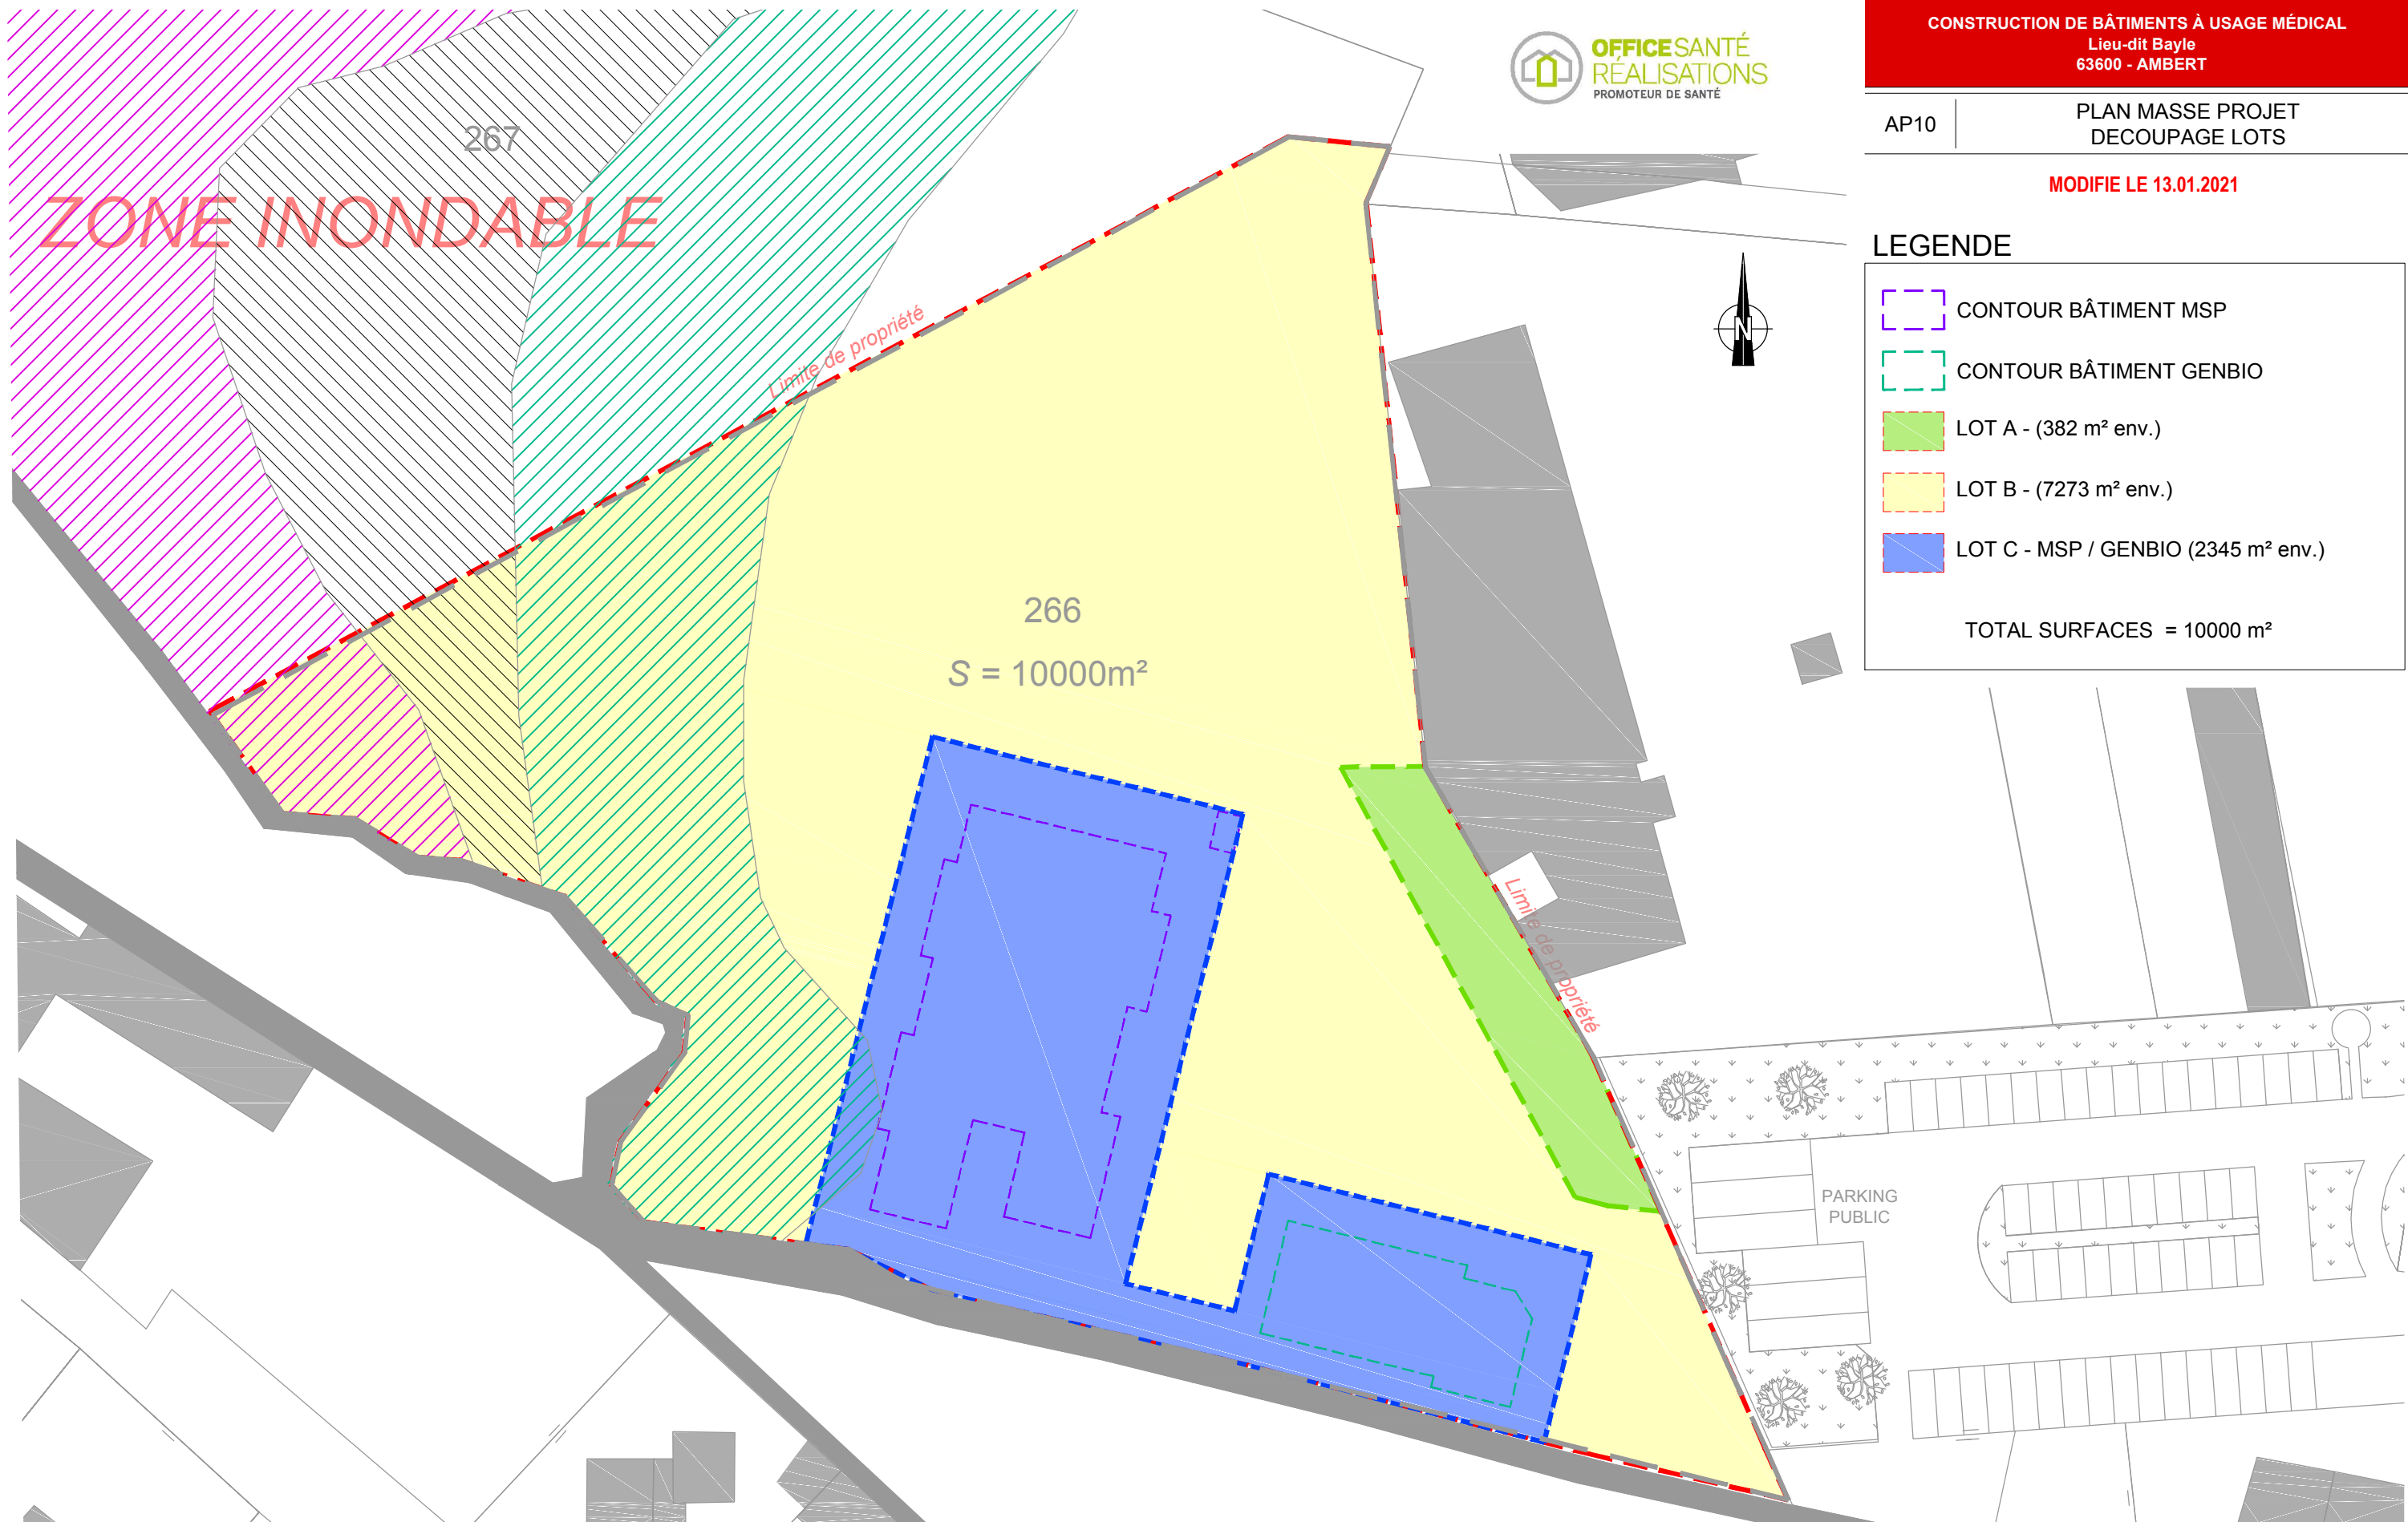 OFFICE SANTÉ
RÉALISATIONS
PROMOTEUR DE SANTÉ
CONSTRUCTION DE BÂTIMENTS À USAGE MÉDICAL
Lieu-dit Bayle
63600 - AMBERT
AP10
PLAN MASSE PROJET
DECOUPAGE LOTS
MODIFIE LE 13.01.2021
LEGENDE
CONTOUR BÂTIMENT MSP
CONTOUR BÂTIMENT GENBIO
LOT A - (382 m² env.)
LOT B - (7273 m² env.)
LOT C - MSP / GENBIO (2345 m² env.)
TOTAL SURFACES = 10000 m²
N
267
ZONE INONDABLE
Limite de propriété
266
S = 10000m²
Limite de propriété
PARKING
PUBLIC